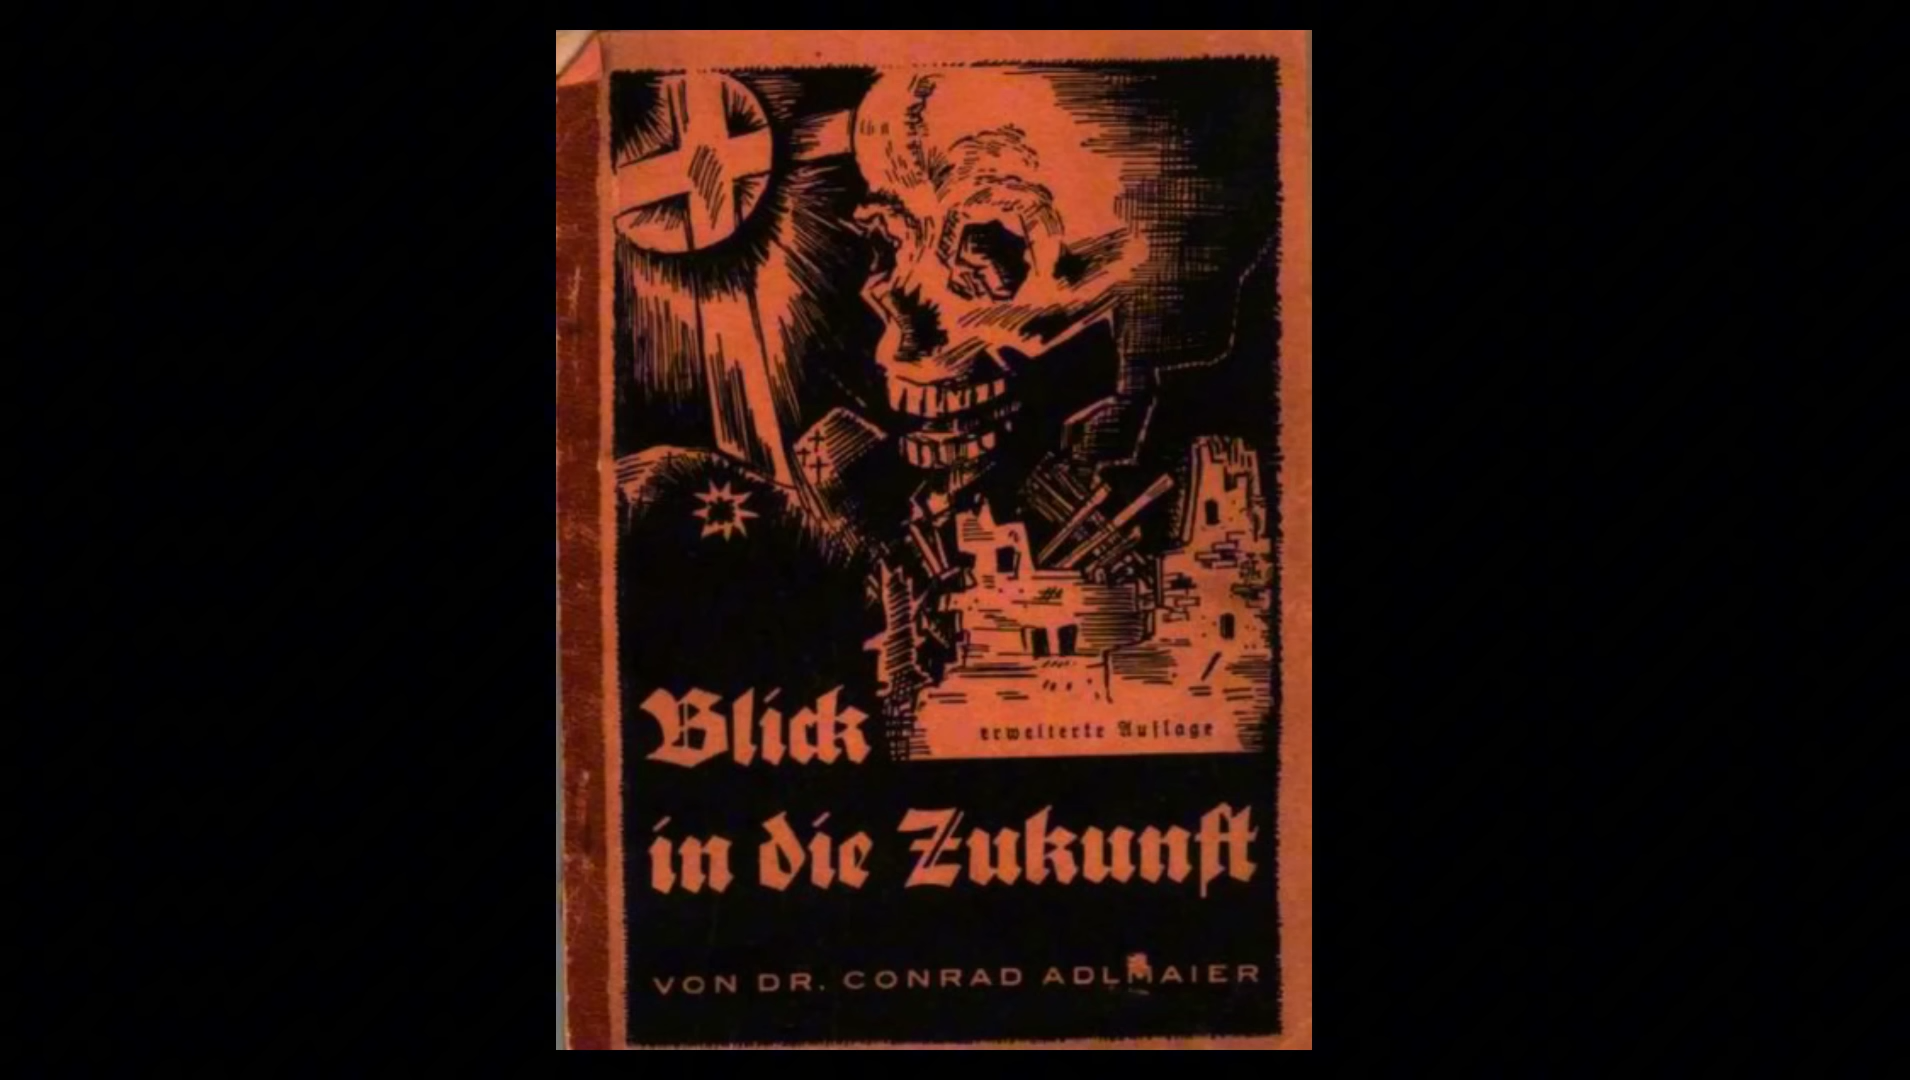 erweiterte Auflage
Blick
in die Zukunft
VON DR. CONRAD ADLMAIER